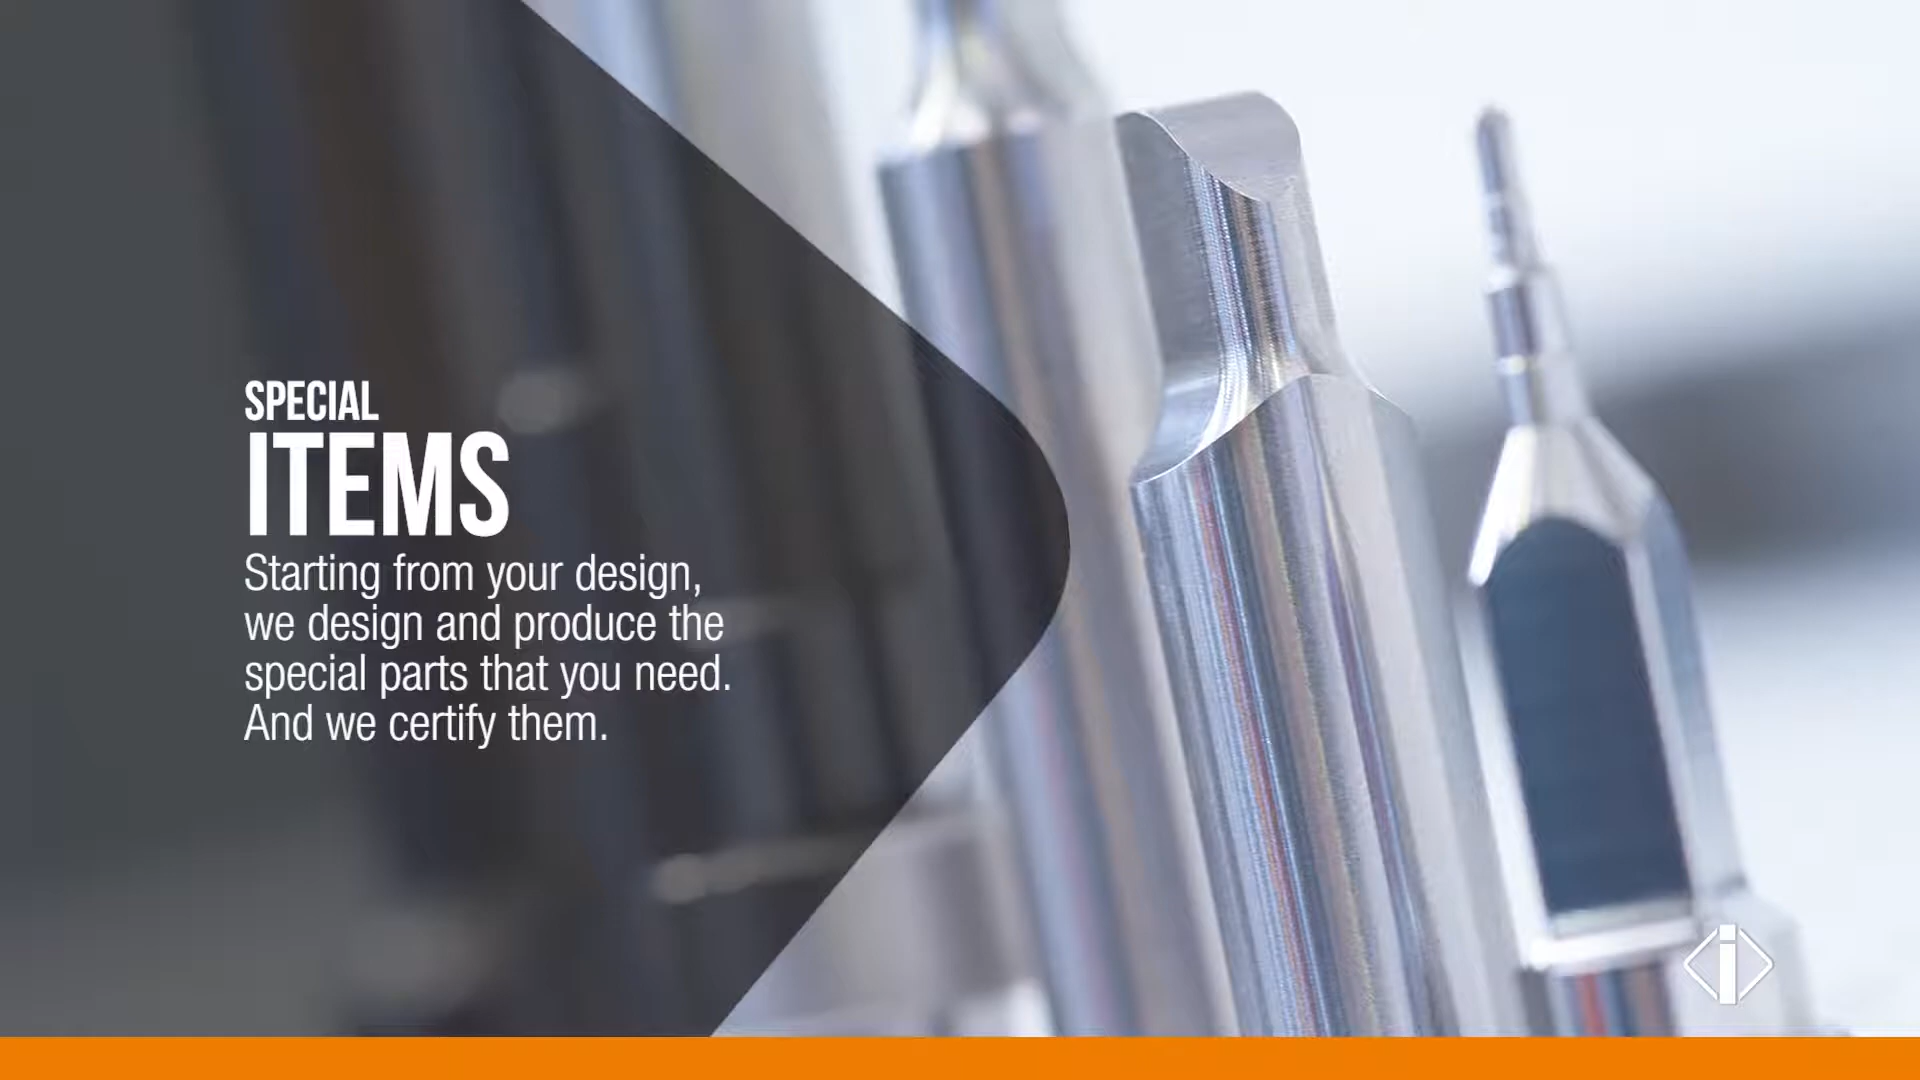 SPECIAL
ITEMS
Starting from your design,
we design and produce the
special parts that you need.
And we certify them.